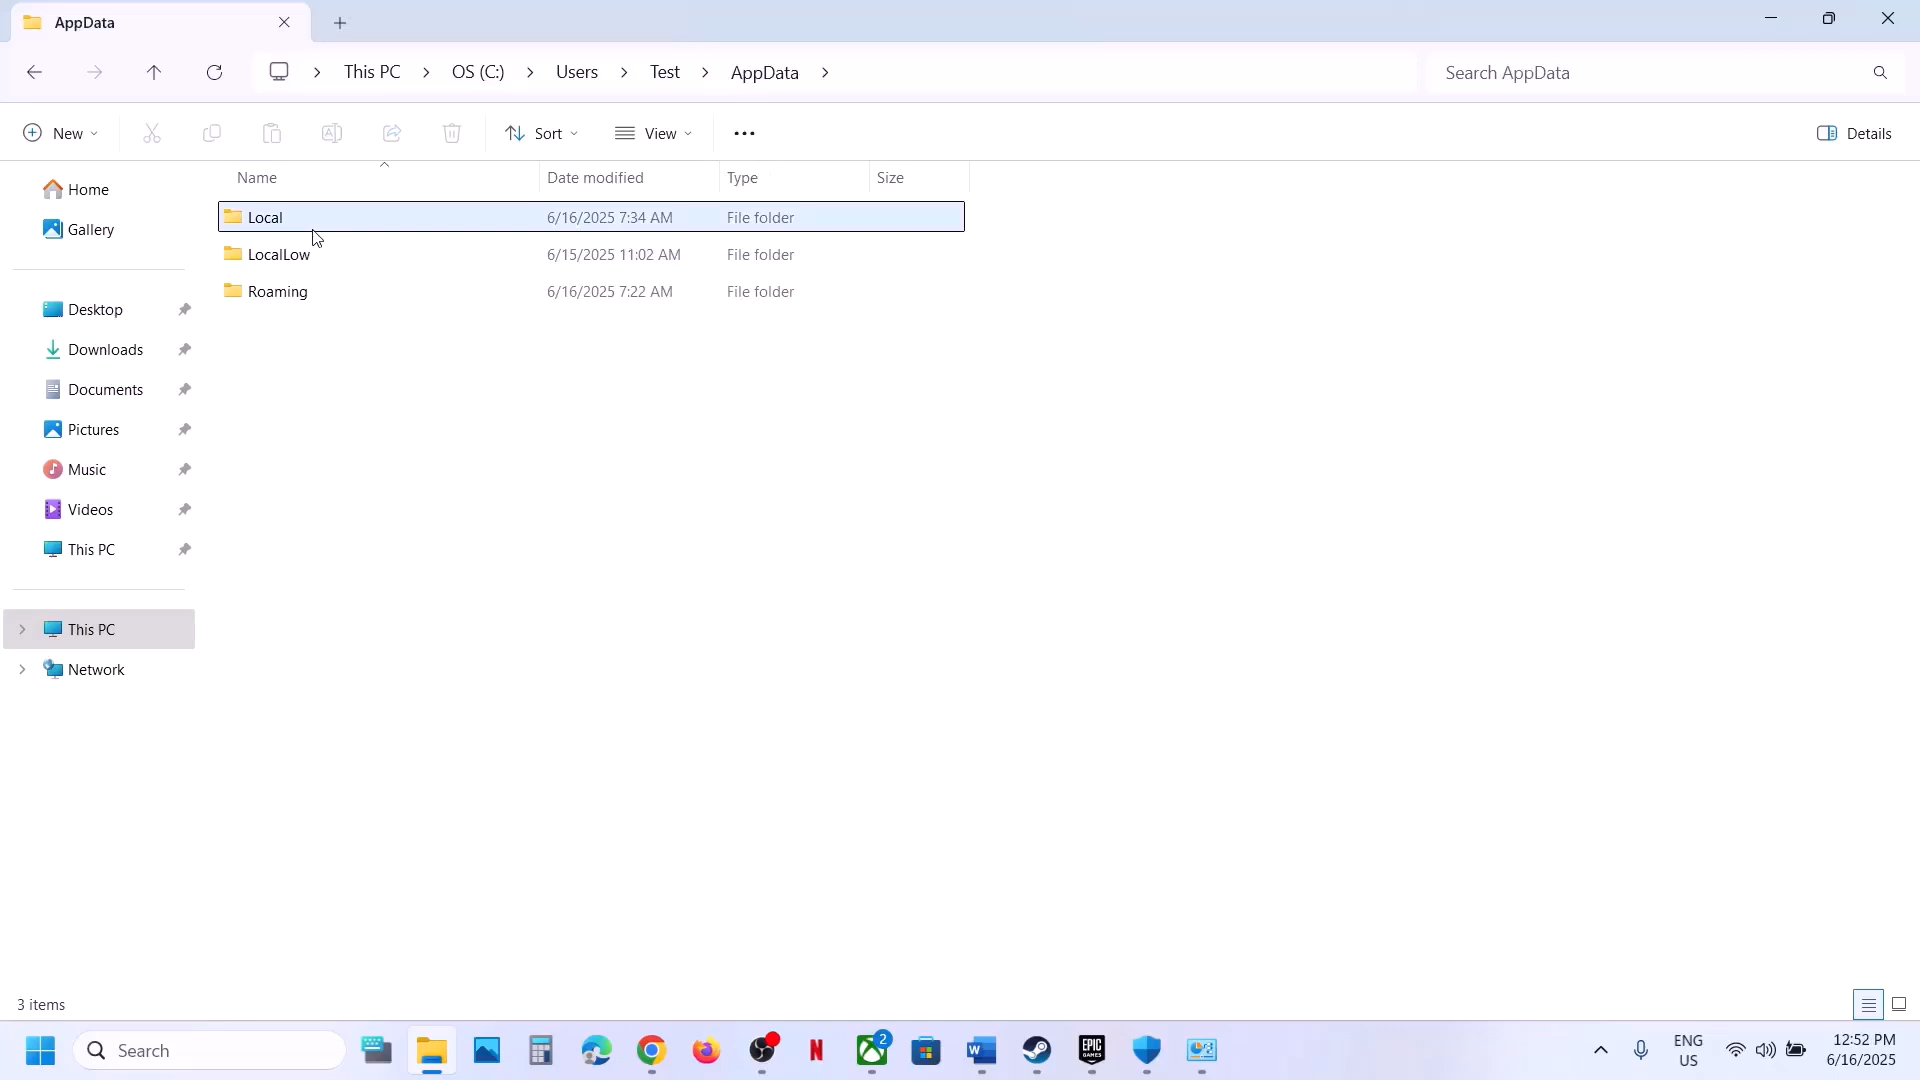 AppData
This PC
OS (C:)
Users
Test
AppData
Search AppData
New
Sort
View
Details
Home
Gallery
Desktop
Downloads
Documents
Pictures
Music
Videos
This PC
This PC
Network
Name Date modified Type Size
Local 6/16/2025 7:34 AM File folder
LocalLow 6/15/2025 11:02 AM File folder
Roaming 6/16/2025 7:22 AM File folder
3 items
Search
N
2
W
EPIC
GAMES
ENG
US
12:52 PM
6/16/2025